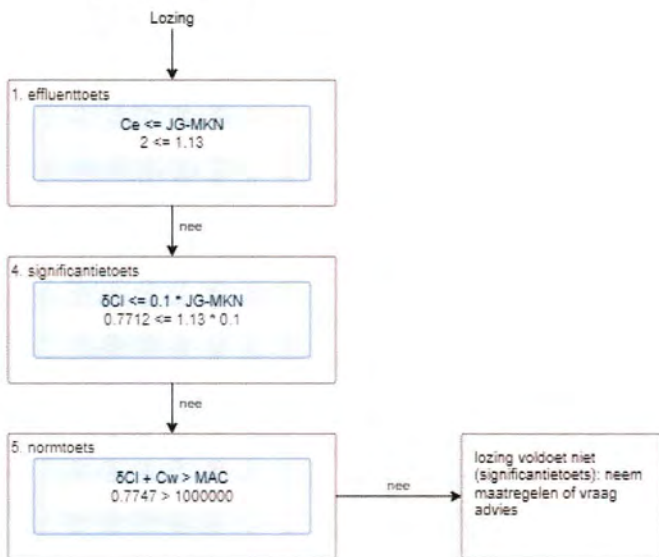 Lozing
1. effluenttoets
Ce <= JG-MKN
2 <= 1.13
nee
4. significantietoets
δCl <= 0.1 * JG-MKN
0.7712 <= 1.13 * 0.1
nee
5. normtoets
δCl + Cw > MAC
0.7747 > 1000000
nee
lozing voldoet niet
(significantietoets): neem
maatregelen of vraag
advies